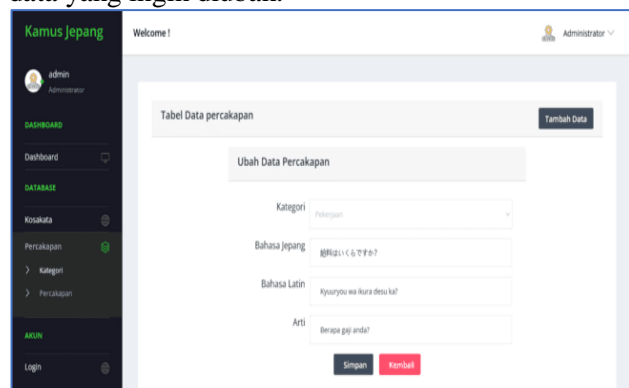 data yang ingin diubah.
Kamus Jepang
Welcome !
Administrator
admin
Administrator
DASHBOARD
Dashboard
DATABASE
Kosakata
Percakapan
Kategori
Percakapan
AKUN
Login
Tabel Data percakapan
Tambah Data
Ubah Data Percakapan
Kategori
Pekerjaan
Bahasa Jepang
給料はいくらですか?
Bahasa Latin
Kyuuryou wa ikura desu ka?
Arti
Berapa gaji anda?
Simpan Kembali